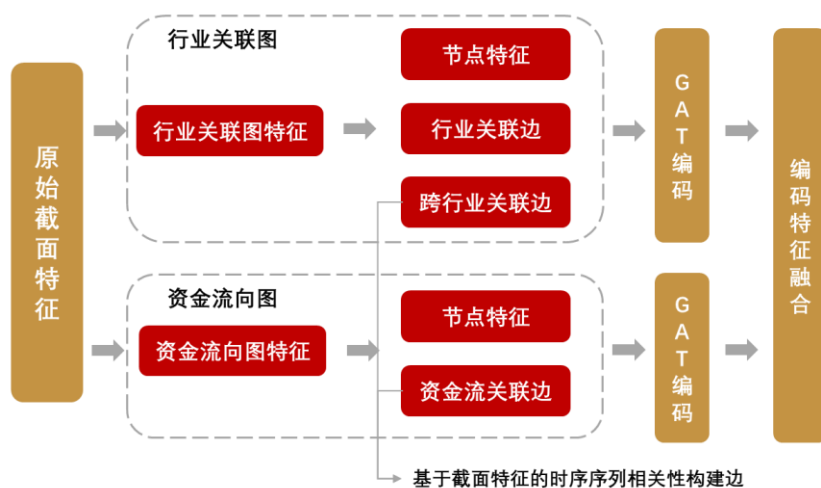 原始截面特征
行业关联图
行业关联图特征
节点特征
行业关联边
跨行业关联边
GAT编码
资金流向图
资金流向图特征
节点特征
资金流关联边
GAT编码
编码特征融合
基于截面特征的时序序列相关性构建边